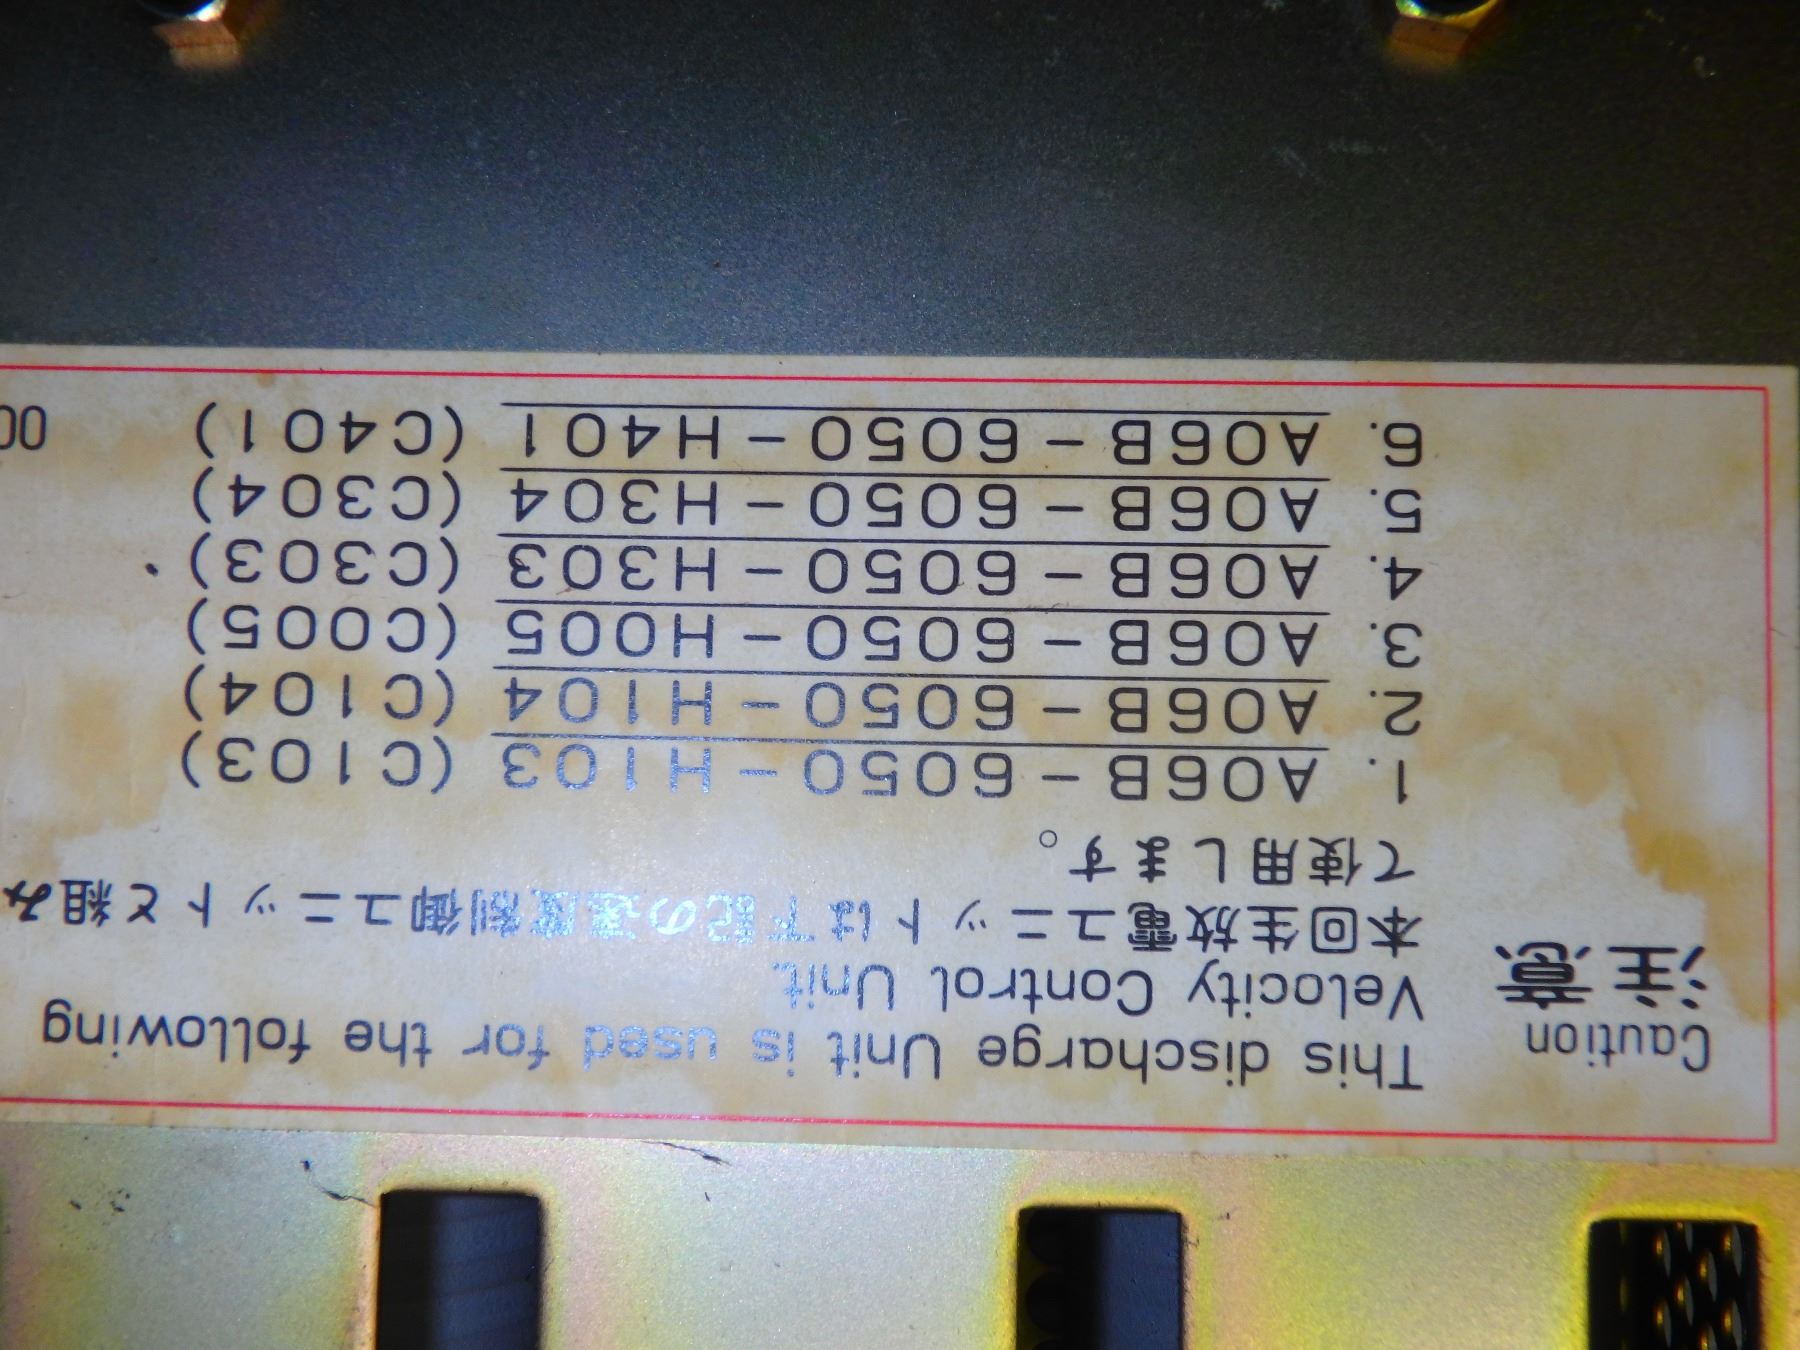 Caution
注意
This discharge Unit is used for the following
Velocity Control Unit.
本回生放電ユニットは下記の速度制御ユニットと組み
て使用します。
1. A06B-6050-H103 (C103)
2. A06B-6050-H104 (C104)
3. A06B-6050-H005 (C005)
4. A06B-6050-H303 (C303)
5. A06B-6050-H304 (C304)
6. A06B-6050-H401 (C401)